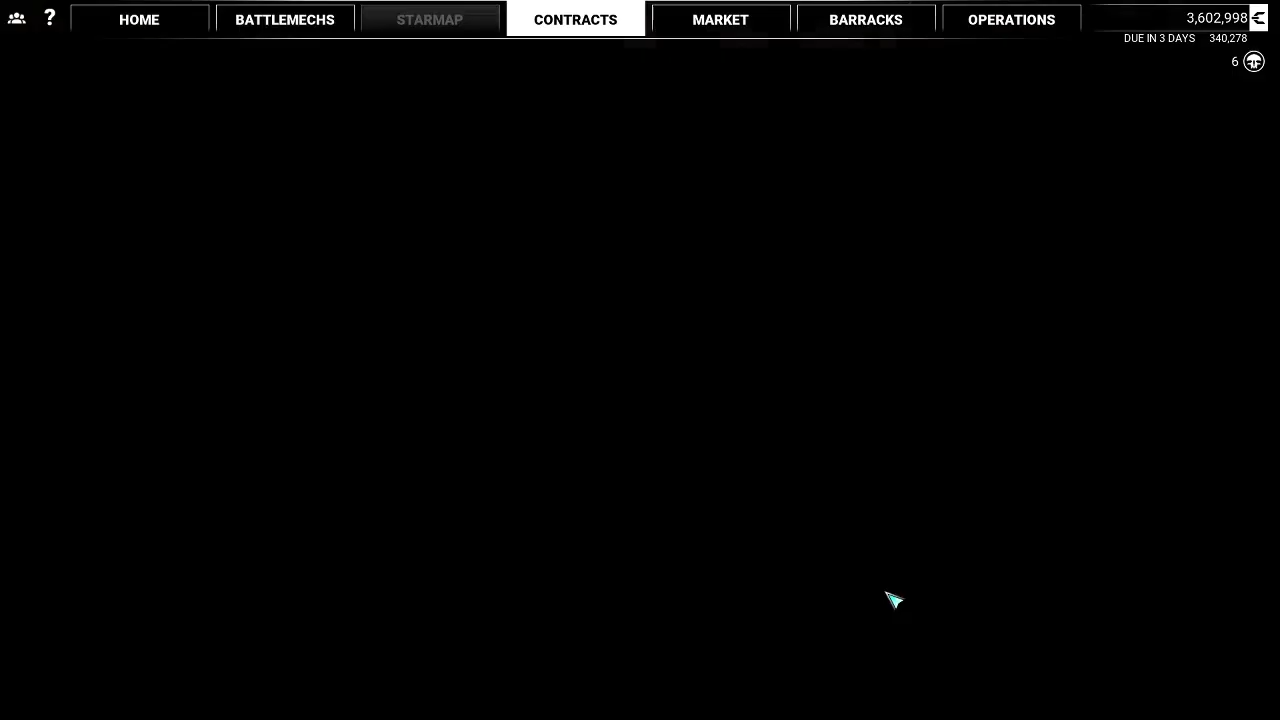 ? HOME BATTLEMECHS STARMAP CONTRACTS MARKET BARRACKS OPERATIONS 3,602,998
DUE IN 3 DAYS 340,278
6